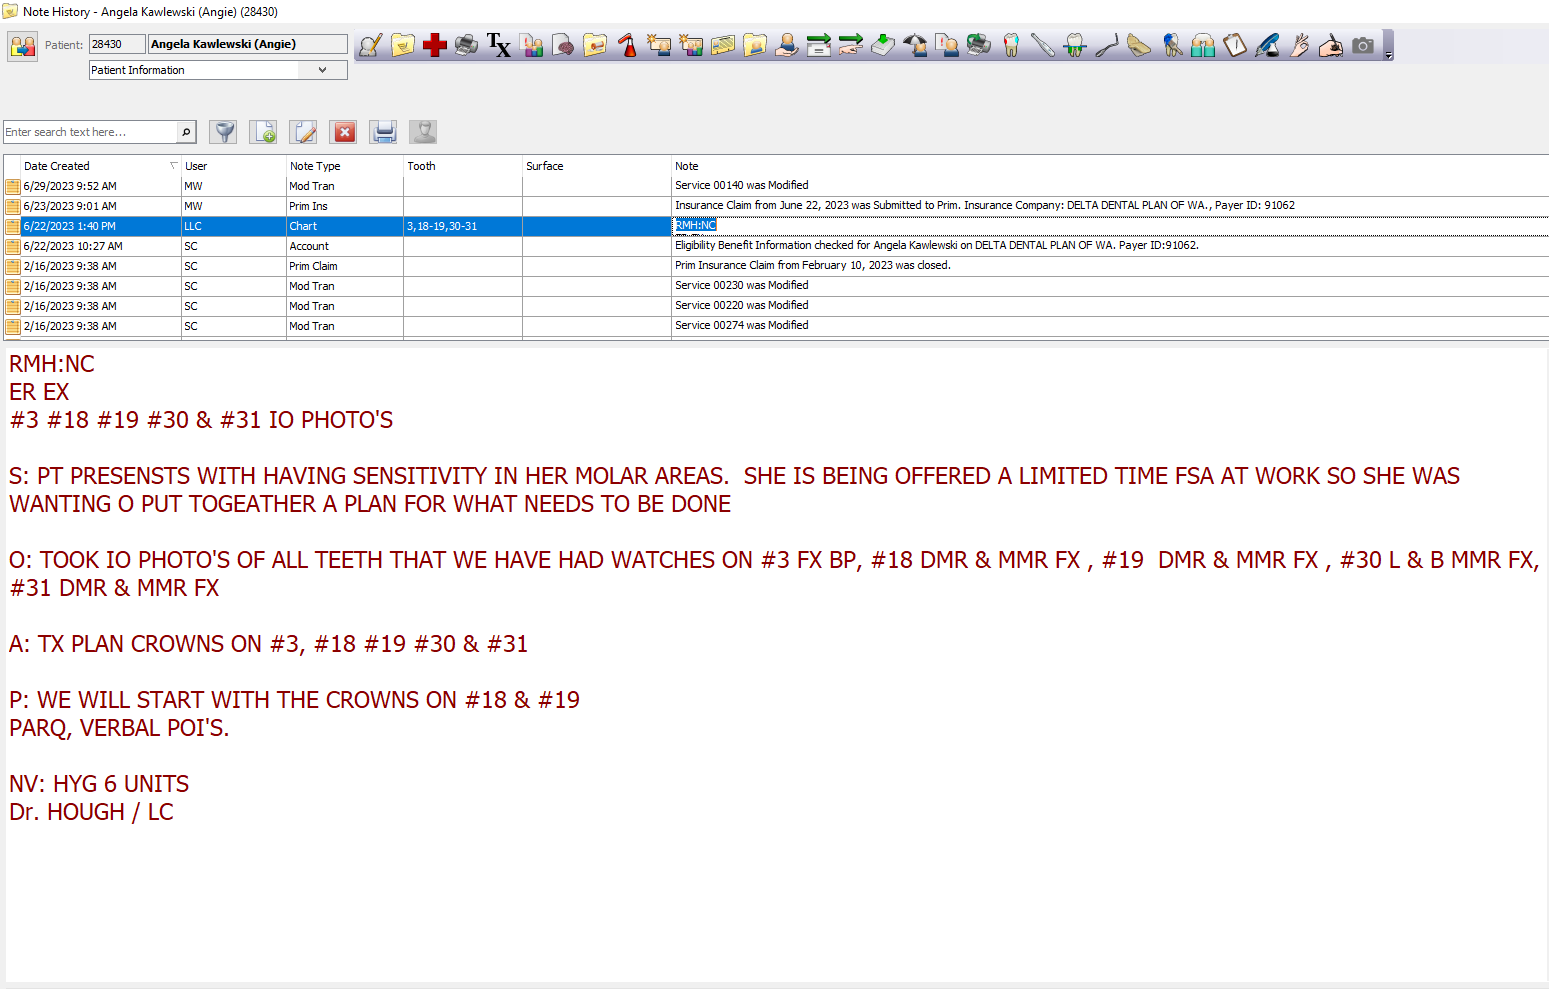 Note History - Angela Kawlewski (Angie) (28430)
Patient: 28430 Angela Kawlewski (Angie)
Patient Information
Enter search text here...
Date Created User Note Type Tooth Surface Note
6/29/2023 9:52 AM MW Mod Tran Service 00140 was Modified
6/23/2023 9:01 AM MW Prim Ins Insurance Claim from June 22, 2023 was Submitted to Prim. Insurance Company: DELTA DENTAL PLAN OF WA., Payer ID: 91062
6/22/2023 1:40 PM LLC Chart 3,18-19,30-31 RMH:NC
6/22/2023 10:27 AM SC Account Eligibility Benefit Information checked for Angela Kawlewski on DELTA DENTAL PLAN OF WA. Payer ID:91062.
2/16/2023 9:38 AM SC Prim Claim Prim Insurance Claim from February 10, 2023 was closed.
2/16/2023 9:38 AM SC Mod Tran Service 00230 was Modified
2/16/2023 9:38 AM SC Mod Tran Service 00220 was Modified
2/16/2023 9:38 AM SC Mod Tran Service 00274 was Modified
RMH:NC
ER EX
#3 #18 #19 #30 & #31 IO PHOTO'S
S: PT PRESENSTS WITH HAVING SENSITIVITY IN HER MOLAR AREAS.  SHE IS BEING OFFERED A LIMITED TIME FSA AT WORK SO SHE WAS
WANTING O PUT TOGEATHER A PLAN FOR WHAT NEEDS TO BE DONE
O: TOOK IO PHOTO'S OF ALL TEETH THAT WE HAVE HAD WATCHES ON #3 FX BP, #18 DMR & MMR FX , #19  DMR & MMR FX , #30 L & B MMR FX,
#31 DMR & MMR FX
A: TX PLAN CROWNS ON #3, #18 #19 #30 & #31
P: WE WILL START WITH THE CROWNS ON #18 & #19
PARQ, VERBAL POI'S.
NV: HYG 6 UNITS
Dr. HOUGH / LC